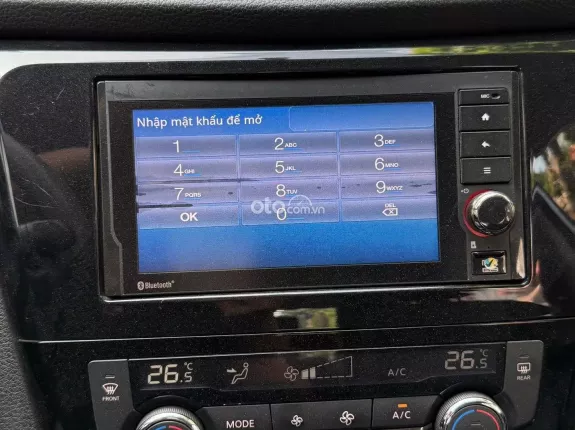 MIC
Nhập mật khẩu để mở
1 2ABC 3DEF
4GHI 5JKL 6MNO
7PQRS 8TUV 9WXYZ
OK 0 DEL
oto.com.vn
Bluetooth
26.5 A/C 26.5
FRONT REAR
MODE A/C